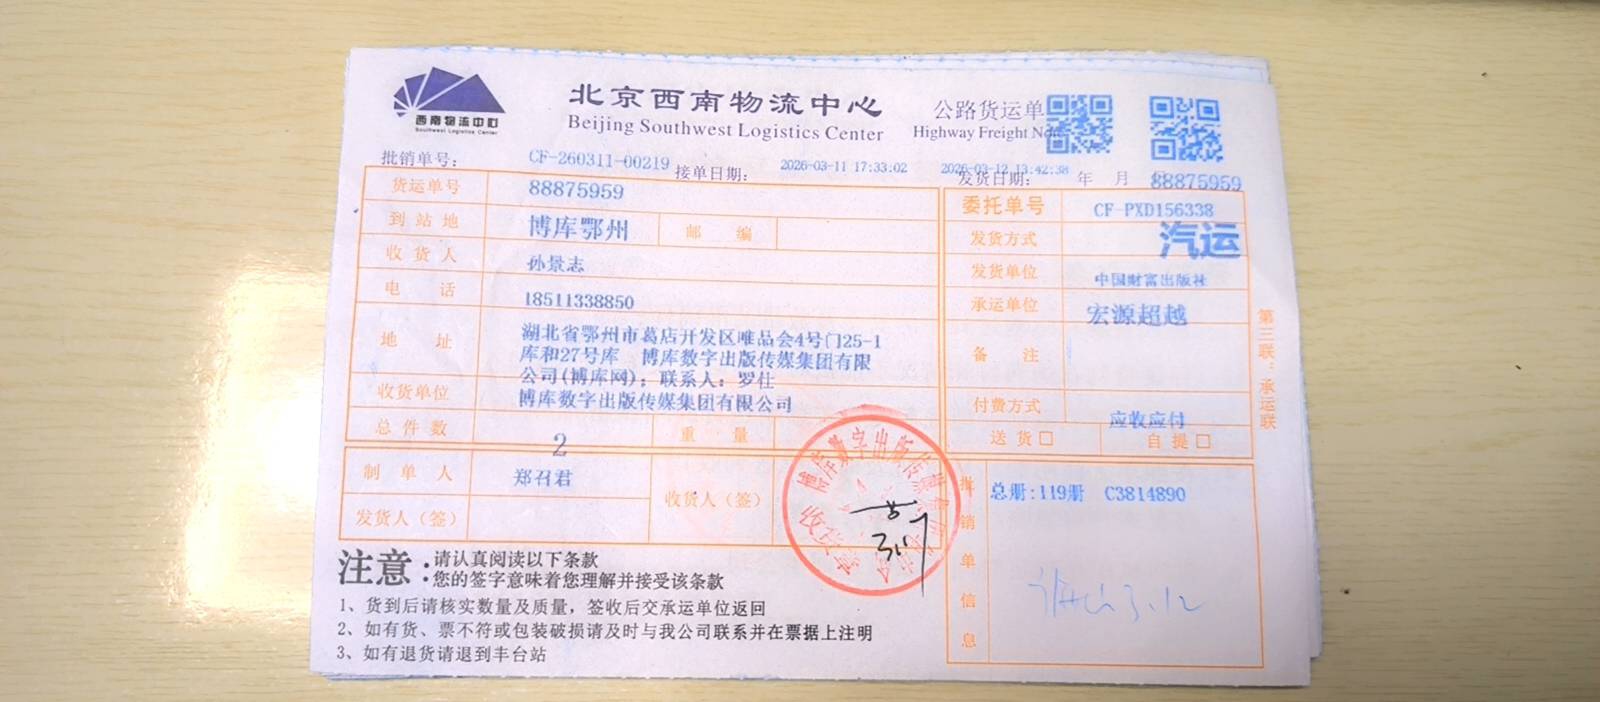 西南物流中心
Southwest Logistics Center
北京西南物流中心
Beijing Southwest Logistics Center
公路货运单
Highway Freight Note
批销单号: CF-260311-00219 接单日期: 2026-03-11 17:33:02 2026-03-12 13:42:38 发货日期: 年 月 日
88875959
货运单号 88875959
到站地 博库鄂州 邮编
收货人 孙景志
电话 18511338850
地址 湖北省鄂州市葛店开发区唯品会4号门25-1
库和27号库 博库数字出版传媒集团有限
公司(博库网); 联系人: 罗仕
收货单位 博库数字出版传媒集团有限公司
总件数 2 重量
制单人 郑召君
发货人(签)
收货人(签)
委托单号 CF-PXD156338
发货方式 汽运
发货单位 中国财富出版社
承运单位 宏源超越
备注
付费方式 应收应付
送货□ 自提□
批销单信息
总册:119册 C3814890
3.12
3.17
第三联:承运联
注意:
请认真阅读以下条款
您的签字意味着您理解并接受该条款
1、货到后请核实数量及质量,签收后交承运单位返回
2、如有货、票不符或包装破损请及时与我公司联系并在票据上注明
3、如有退货请退到丰台站